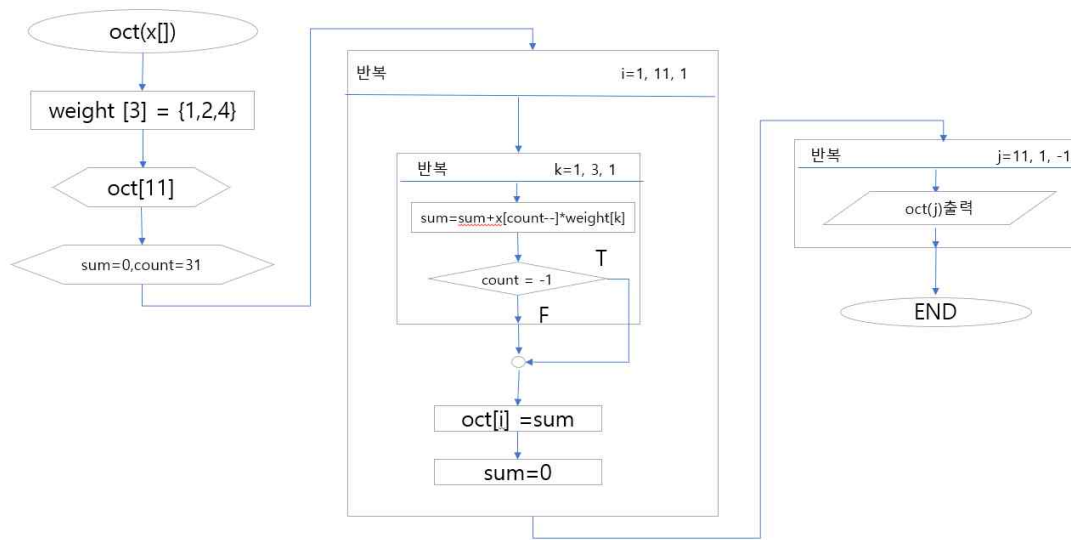 oct(x[])
weight [3] = {1,2,4}
oct[11]
sum=0,count=31
반복 i=1, 11, 1
반복 k=1, 3, 1
sum=sum+x[count--]*weight[k]
T
count = -1
F
oct[i] =sum
sum=0
반복 j=11, 1, -1
oct(j)출력
END